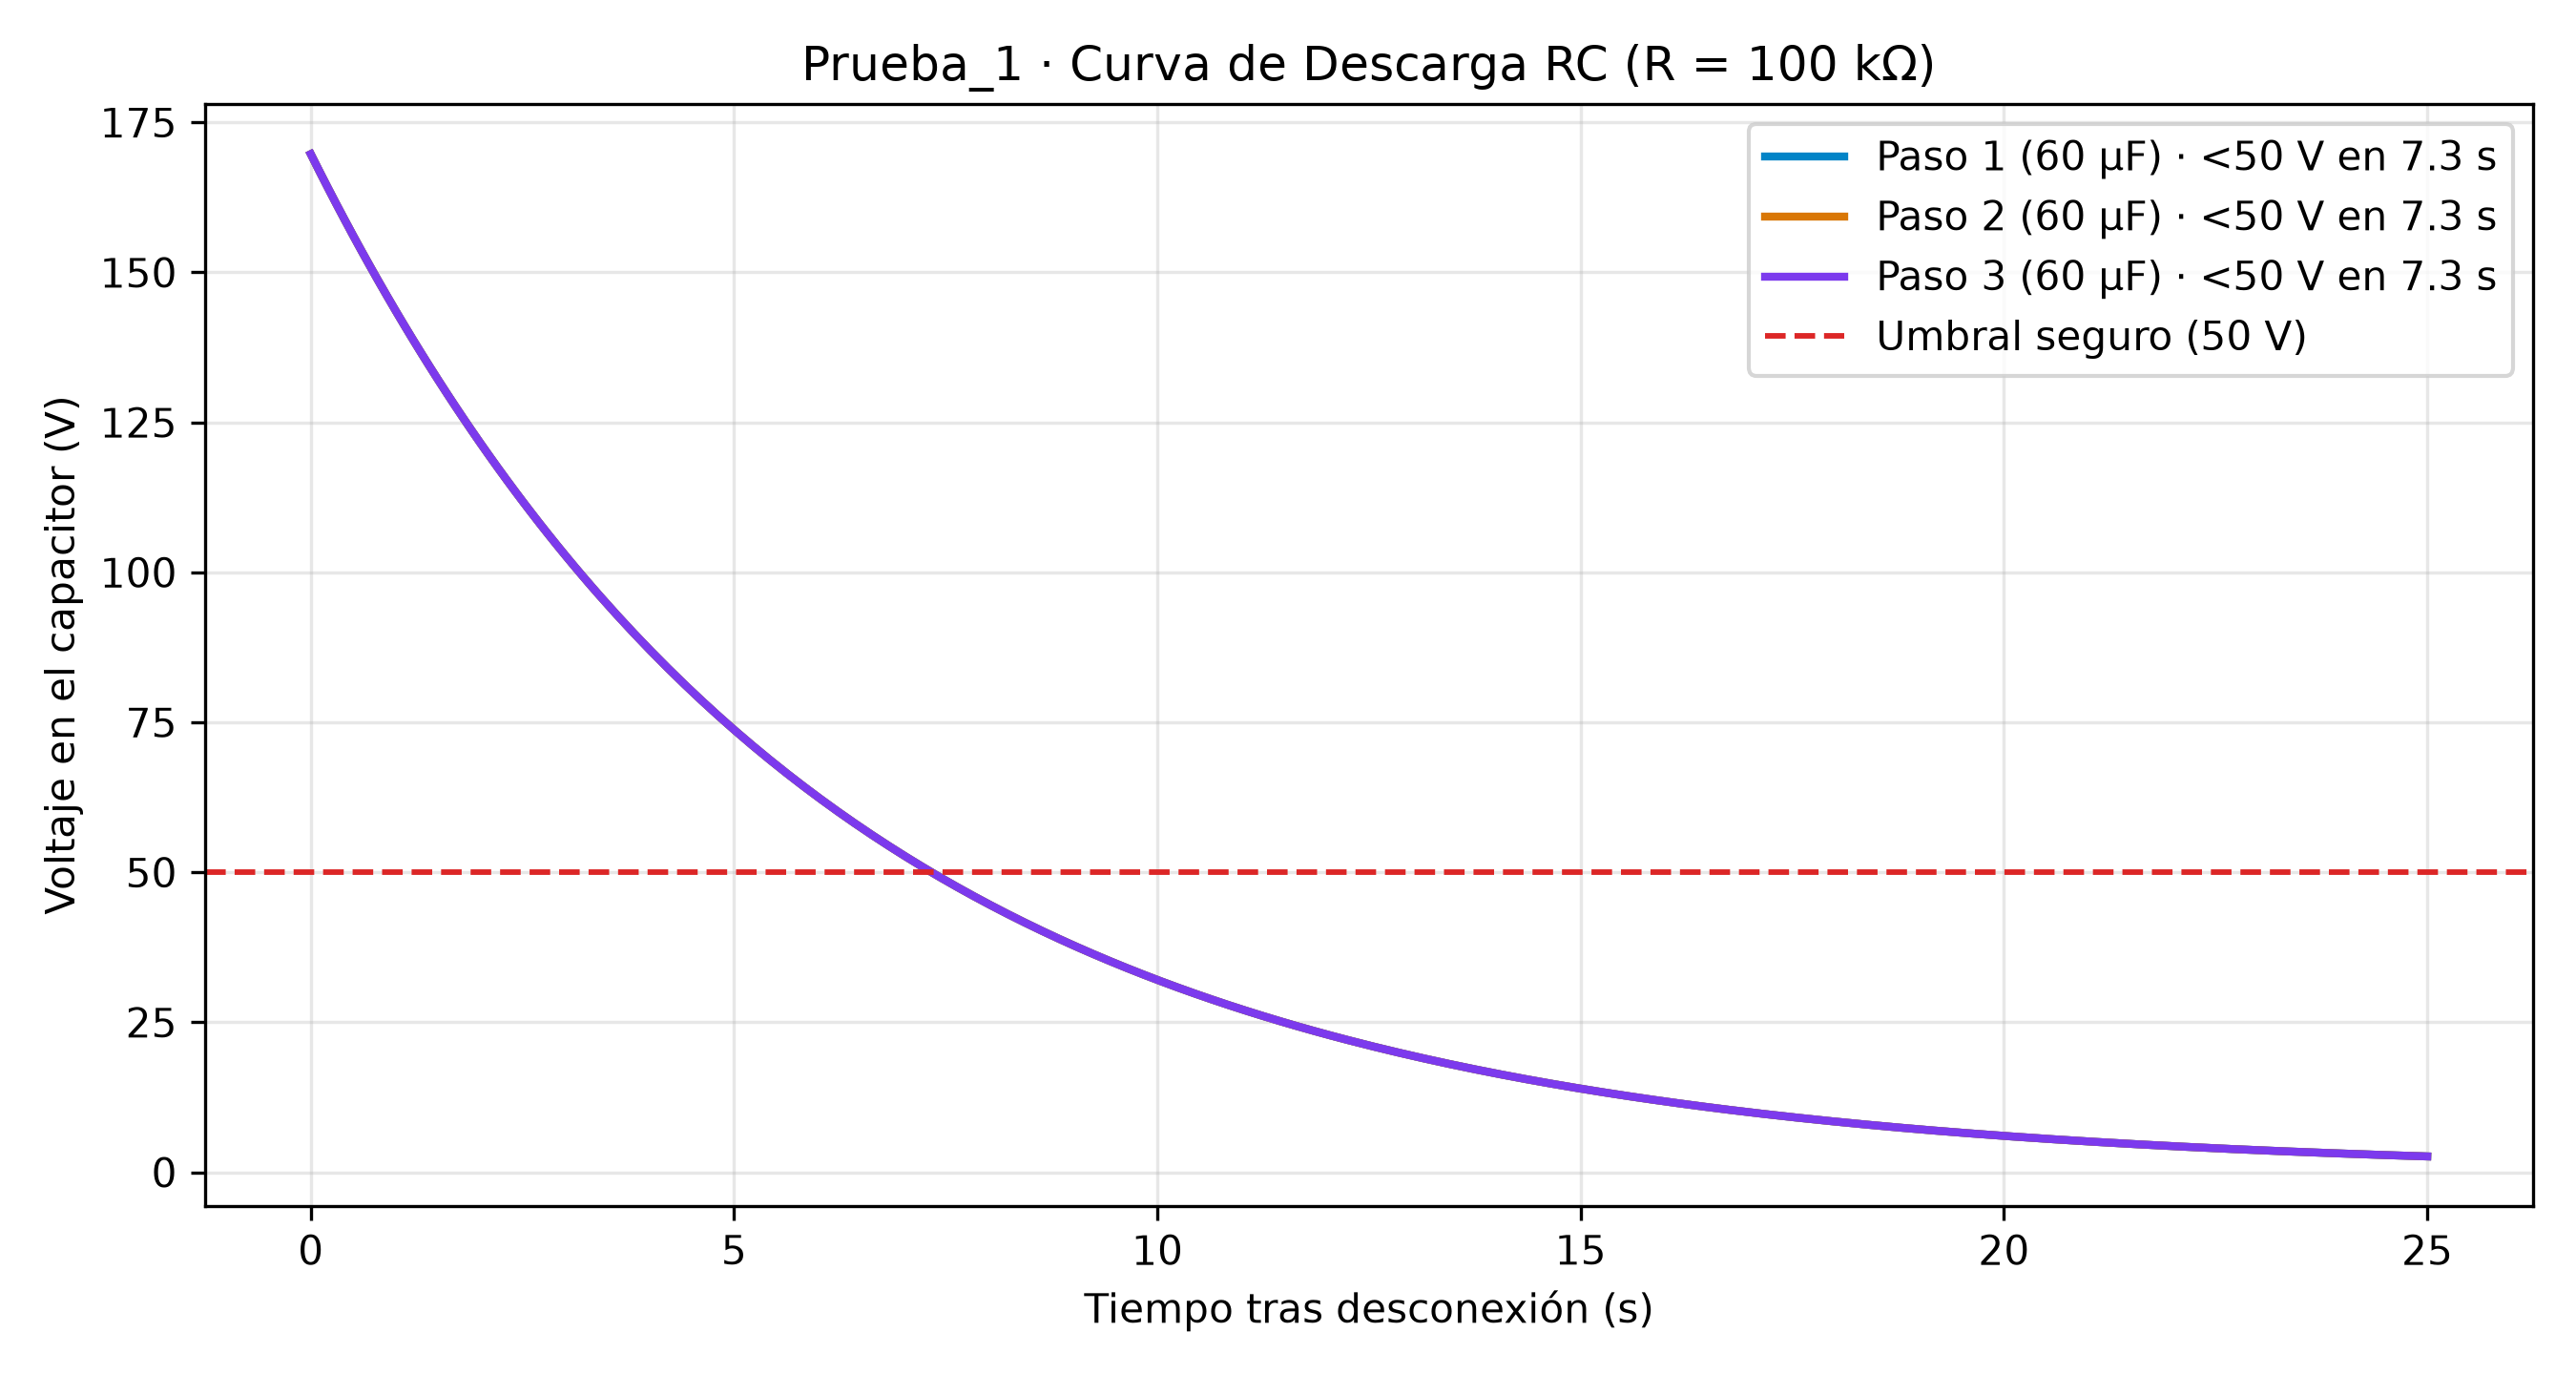 Prueba_1 · Curva de Descarga RC (R = 100 kΩ)
175
150
125
100
75
50
25
0
Voltaje en el capacitor (V)
Paso 1 (60 µF) · <50 V en 7.3 s
Paso 2 (60 µF) · <50 V en 7.3 s
Paso 3 (60 µF) · <50 V en 7.3 s
Umbral seguro (50 V)
0 5 10 15 20 25
Tiempo tras desconexión (s)